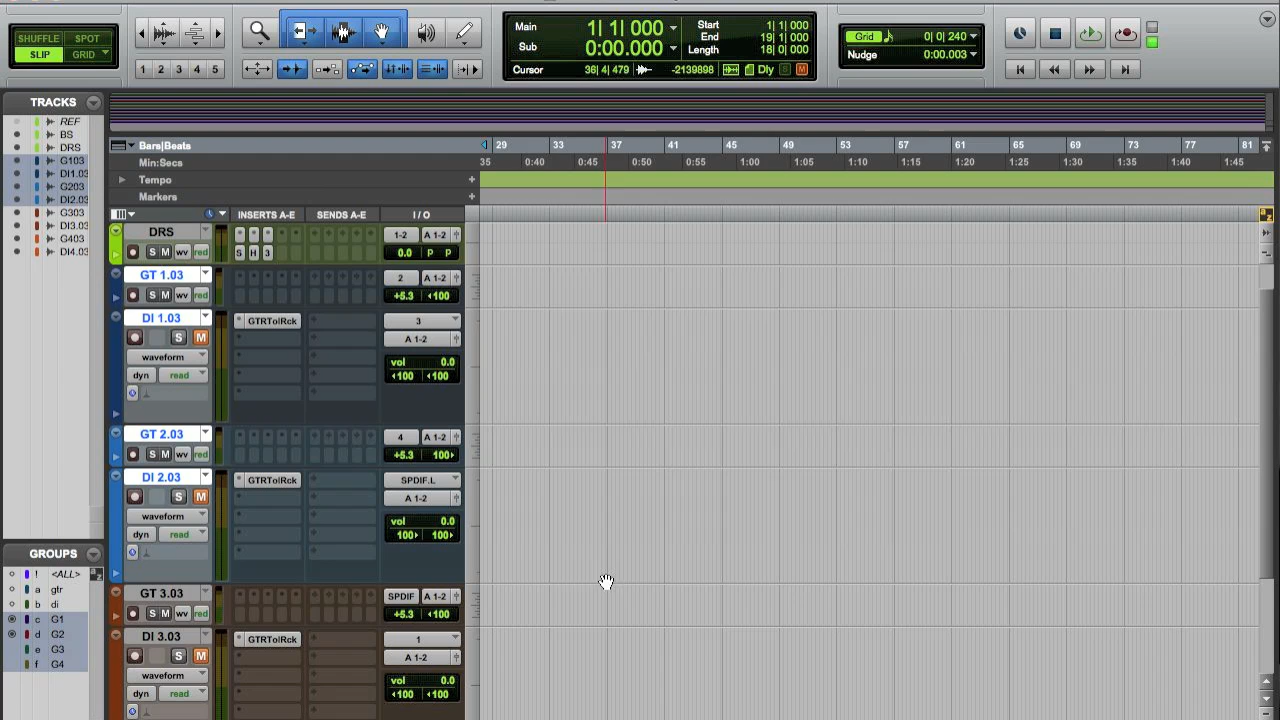 SHUFFLE SPOT
SLIP GRID
1 2 3 4 5
Main 1| 1| 000
Sub 0:00.000
Start 1| 1| 000
End 19| 1| 000
Length 18| 0| 000
Cursor 36| 4| 479 -2139898 Dly S M
Grid 0| 0| 240
Nudge 0:00.003
TRACKS
REF
BS
DRS
G103
DI1.03
G203
DI2.03
G303
DI3.03
G403
DI4.03
GROUPS
! <ALL>
a gtr
b di
c G1
d G2
e G3
f G4
Bars|Beats 29 33 37 41 45 49 53 57 61 65 69 73 77 81
Min:Secs 35 0:40 0:45 0:50 0:55 1:00 1:05 1:10 1:15 1:20 1:25 1:30 1:35 1:40 1:45
Tempo
Markers
INSERTS A-E SENDS A-E I / O
DRS 1-2 A 1-2
S M wv red S H 3 0.0 P P
GT 1.03 2 A 1-2
S M wv red +5.3 100
DI 1.03 GTRTolRck 3
S M A 1-2
waveform vol 0.0
dyn read 100 100
GT 2.03 4 A 1-2
S M wv red +5.3 100
DI 2.03 GTRTolRck SPDIF.L
S M A 1-2
waveform vol 0.0
dyn read 100 100
GT 3.03 SPDIF A 1-2
S M wv red +5.3 100
DI 3.03 GTRTolRck 1
S M A 1-2
waveform vol 0.0
dyn read 100 100